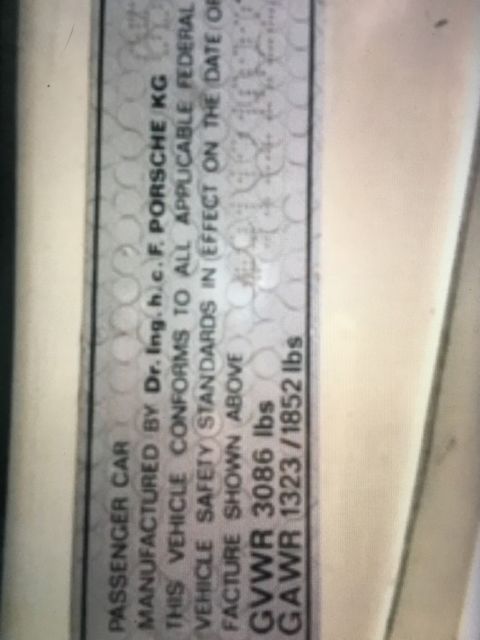 PASSENGER CAR
MANUFACTURED BY Dr. Ing. h. c. F. PORSCHE KG
THIS VEHICLE CONFORMS TO ALL APPLICABLE FEDERAL
VEHICLE SAFETY STANDARDS IN EFFECT ON THE DATE OF
FACTURE SHOWN ABOVE
GVWR 3086 lbs
GAWR 1323/1852 lbs